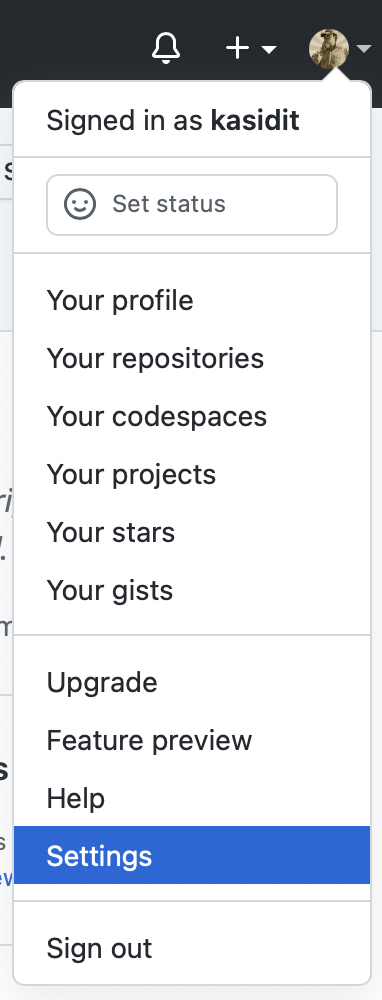 Signed in as kasidit
Set status
Your profile
Your repositories
Your codespaces
Your projects
Your stars
Your gists
Upgrade
Feature preview
Help
Settings
Sign out